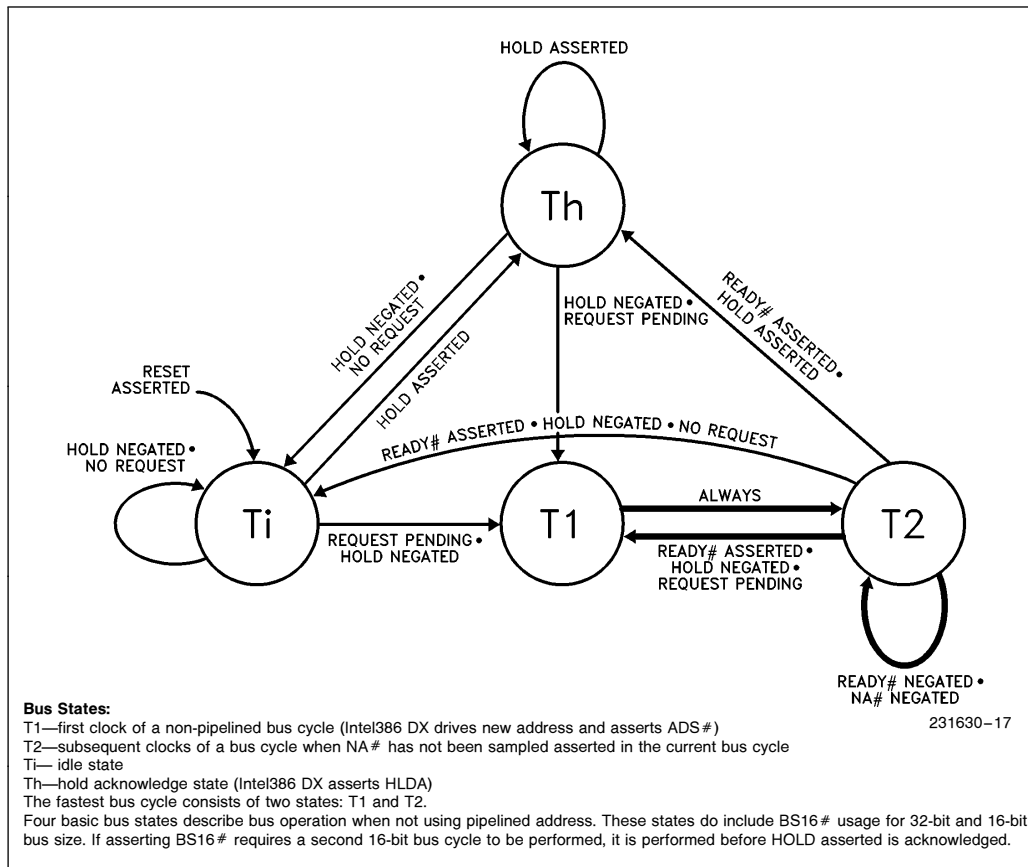 HOLD ASSERTED
Th
HOLD NEGATED •
NO REQUEST
HOLD ASSERTED
HOLD NEGATED •
REQUEST PENDING
READY# ASSERTED •
HOLD ASSERTED
RESET
ASSERTED
HOLD NEGATED •
NO REQUEST
READY# ASSERTED • HOLD NEGATED • NO REQUEST
Ti
REQUEST PENDING •
HOLD NEGATED
T1
ALWAYS
READY# ASSERTED •
HOLD NEGATED •
REQUEST PENDING
T2
READY# NEGATED •
NA# NEGATED
231630–17
Bus States:
T1—first clock of a non-pipelined bus cycle (Intel386 DX drives new address and asserts ADS#)
T2—subsequent clocks of a bus cycle when NA# has not been sampled asserted in the current bus cycle
Ti— idle state
Th—hold acknowledge state (Intel386 DX asserts HLDA)
The fastest bus cycle consists of two states: T1 and T2.
Four basic bus states describe bus operation when not using pipelined address. These states do include BS16# usage for 32-bit and 16-bit
bus size. If asserting BS16# requires a second 16-bit bus cycle to be performed, it is performed before HOLD asserted is acknowledged.